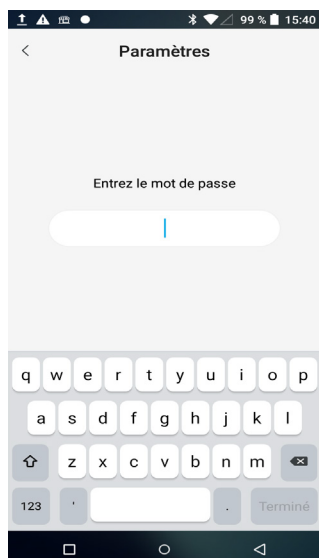 99 % 15:40
Paramètres
Entrez le mot de passe
q w e r t y u i o p
a s d f g h j k l
z x c v b n m
123 ' . Terminé